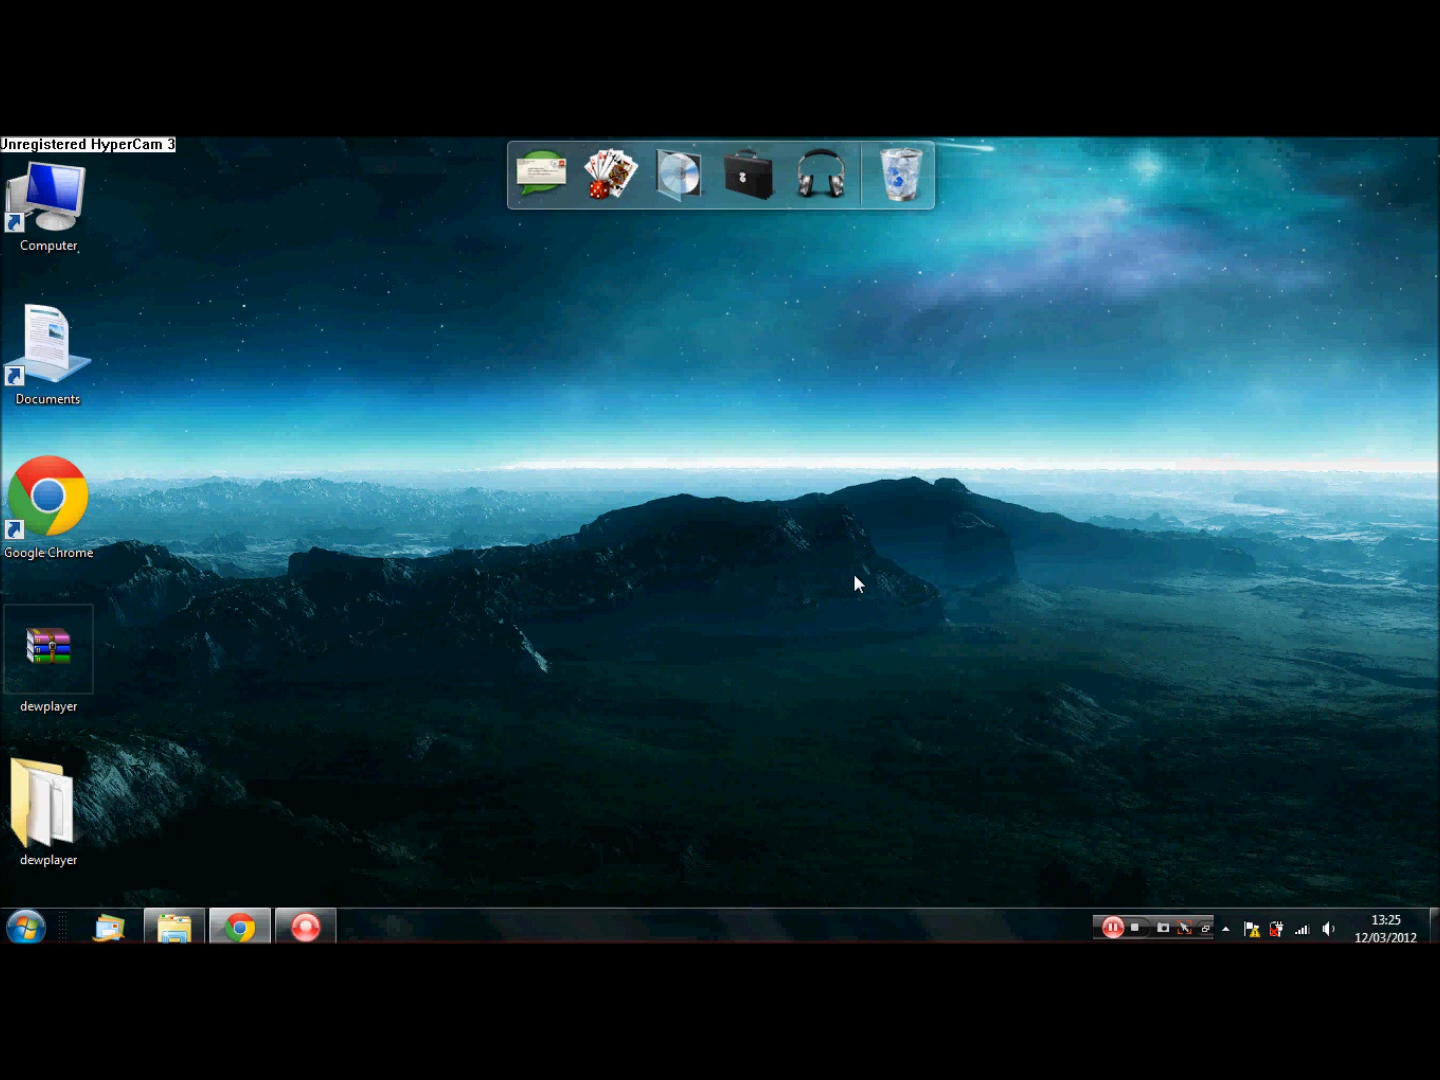 Unregistered HyperCam 3
Computer
Documents
Google Chrome
dewplayer
dewplayer
13:25
12/03/2012